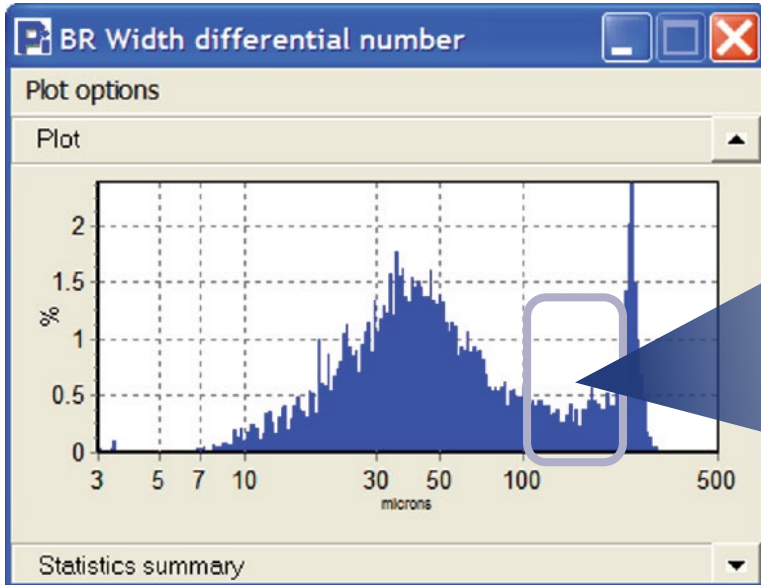 BR Width differential number
Plot options
Plot
2
1.5
1
0.5
0
%
3 5 7 10 30 50 100 500
microns
Statistics summary